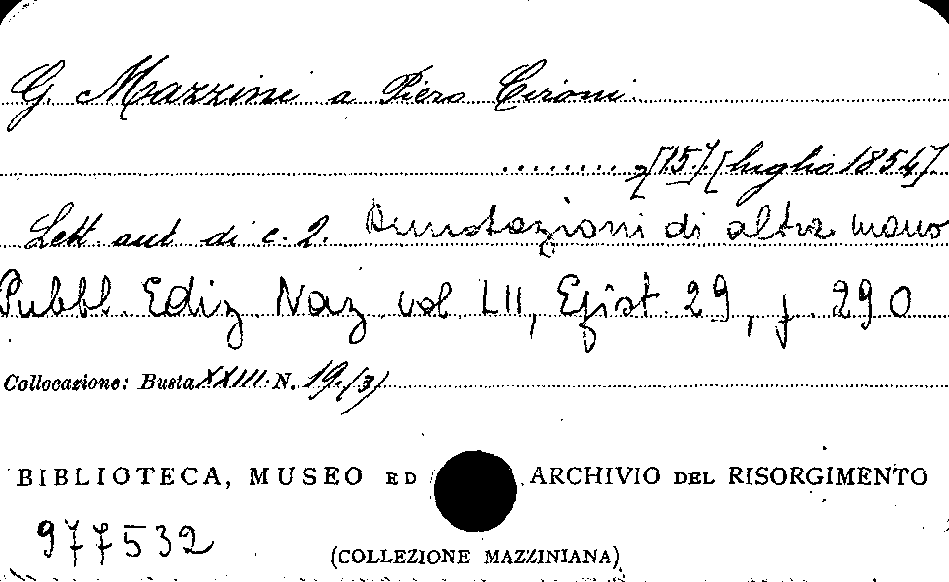 G. Mazzini a Piero Cironi
........, [15] [luglio 1854]
Lett aut di c. 2. Annotazioni di altra mano
Pubbl. Ediz. Naz. vol. LII, Epist. 29, p. 290
Collocazione: Busta XXIII N. 19 (3)
BIBLIOTECA, MUSEO ED ARCHIVIO DEL RISORGIMENTO
977532
(COLLEZIONE MAZZINIANA)